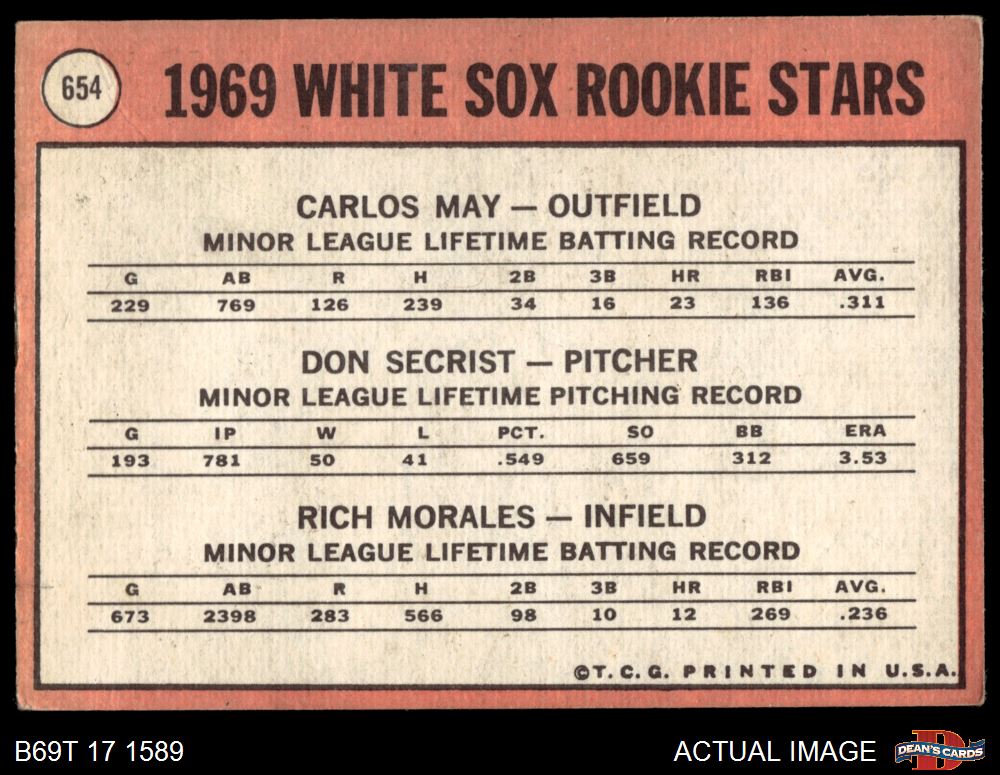 654
1969 WHITE SOX ROOKIE STARS
CARLOS MAY — OUTFIELD
MINOR LEAGUE LIFETIME BATTING RECORD
G AB R H 2B 3B HR RBI AVG.
229 769 126 239 34 16 23 136 .311
DON SECRIST — PITCHER
MINOR LEAGUE LIFETIME PITCHING RECORD
G IP W L PCT. SO BB ERA
193 781 50 41 .549 659 312 3.53
RICH MORALES — INFIELD
MINOR LEAGUE LIFETIME BATTING RECORD
G AB R H 2B 3B HR RBI AVG.
673 2398 283 566 98 10 12 269 .236
©T.C.G. PRINTED IN U.S.A.
B69T 17 1589
ACTUAL IMAGE
D
DEAN'S CARDS